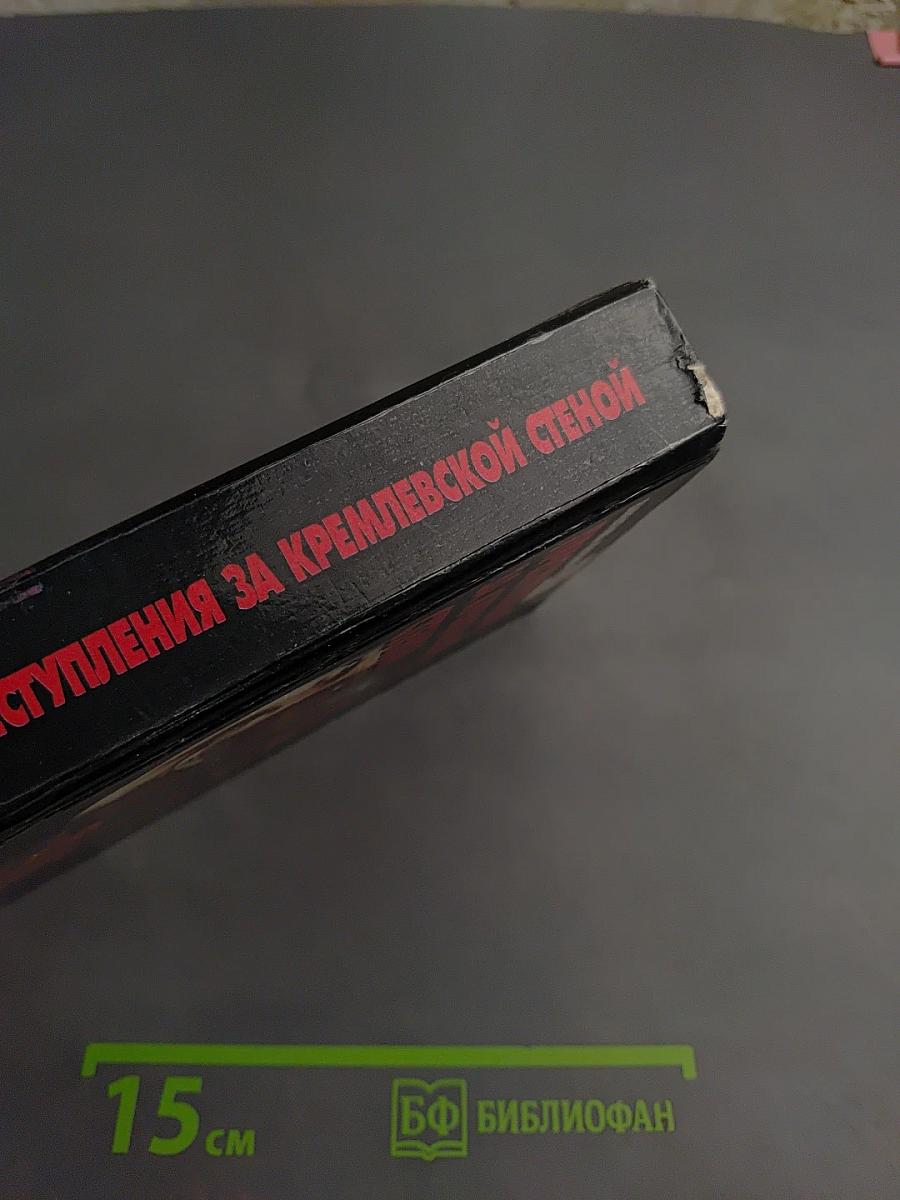 СТУПЛЕНИЯ ЗА КРЕМЛЕВСКОЙ СТЕНОЙ
15 см
БФ БИБЛИОФАН